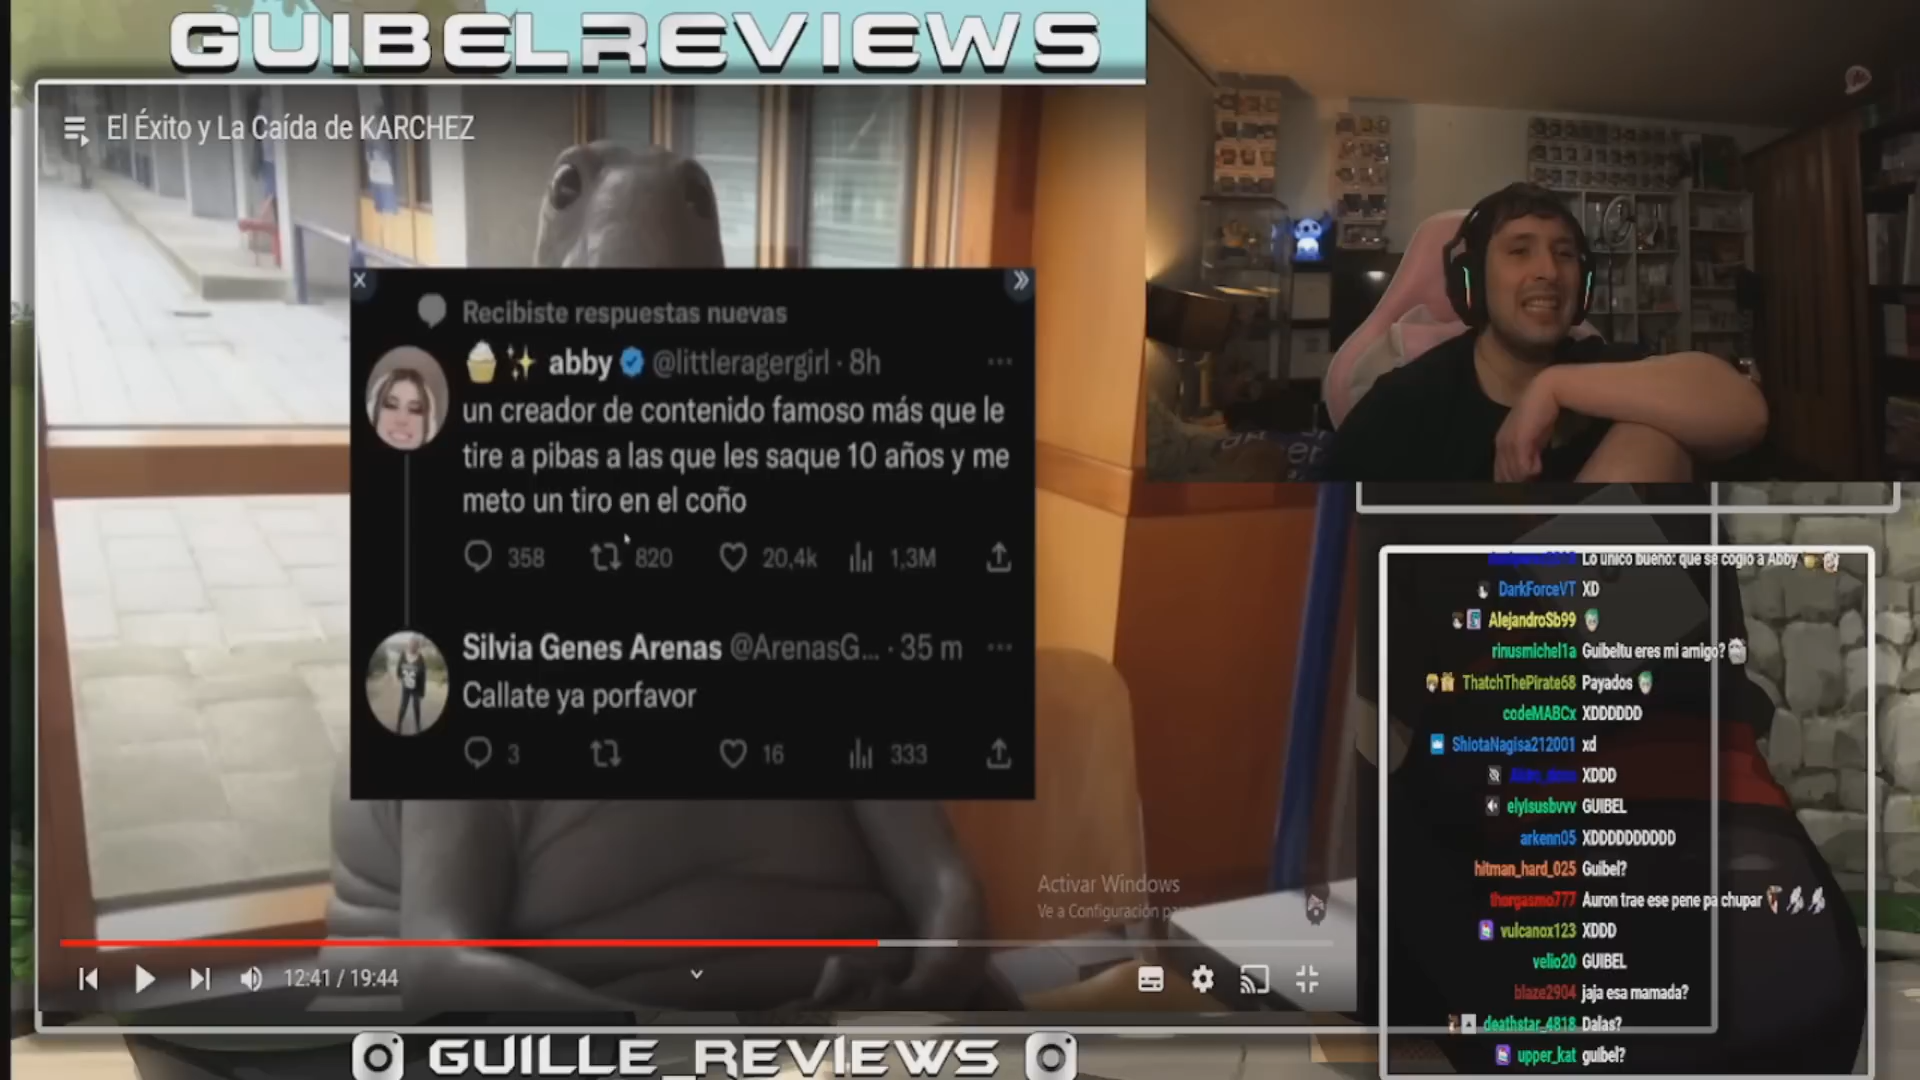 GUIBELREVIEWS
El Éxito y La Caída de KARCHEZ
Recibiste respuestas nuevas
abby @littleragergirl · 8h
un creador de contenido famoso más que le
tire a pibas a las que les saque 10 años y me
meto un tiro en el coño
358 820 20,4k 1,3M
Silvia Genes Arenas @ArenasG... · 35 m
Callate ya porfavor
3 16 333
Activar Windows
Ve a Configuración
12:41 / 19:44
GUILLE_REVIEWS
Lo único bueno: que se cogio a Abby
DarkForceVT XD
AlejandroSb99
rinusmichel1a Guibeltu eres mi amigo?
ThatchThePirate68 Payados
codeMABCx XDDDDDD
ShiotaNagisa212001 xd
XDDD
elyisusbvvv GUIBEL
arkenn05 XDDDDDDDDDD
hitman_hard_025 Guibel?
thorgasmo777 Auron trae ese pene pa chupar
vulcanox123 XDDD
velio20 GUIBEL
blaze2904 jaja esa mamada?
deathstar_4818 Dalas?
upper_kat guibel?